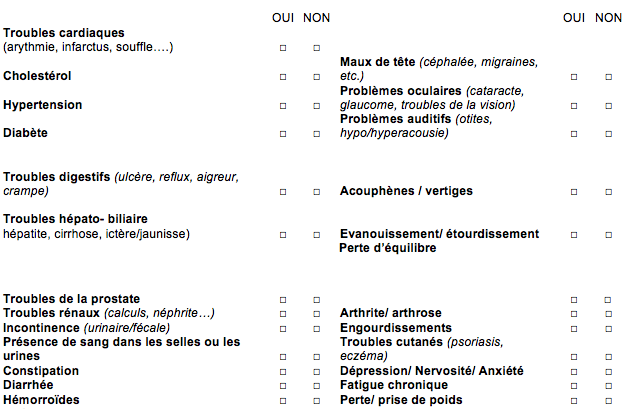 OUI NON OUI NON
Troubles cardiaques
(arythmie, infarctus, souffle….) □ □
Maux de tête (céphalée, migraines,
Cholestérol □ □ etc.) □ □
Problèmes oculaires (cataracte,
Hypertension □ □ glaucome, troubles de la vision) □ □
Problèmes auditifs (otites,
Diabète □ □ hypo/hyperacousie) □ □
Troubles digestifs (ulcère, reflux, aigreur,
crampe) □ □ Acouphènes / vertiges □ □
Troubles hépato- biliaire
hépatite, cirrhose, ictère/jaunisse) □ □ Evanouissement/ étourdissement □ □
Perte d’équilibre
Troubles de la prostate □ □ □ □
Troubles rénaux (calculs, néphrite…) □ □ Arthrite/ arthrose □ □
Incontinence (urinaire/fécale) □ □ Engourdissements □ □
Présence de sang dans les selles ou les Troubles cutanés (psoriasis,
urines □ □ eczéma) □ □
Constipation □ □ Dépression/ Nervosité/ Anxiété □ □
Diarrhée □ □ Fatigue chronique □ □
Hémorroïdes □ □ Perte/ prise de poids □ □